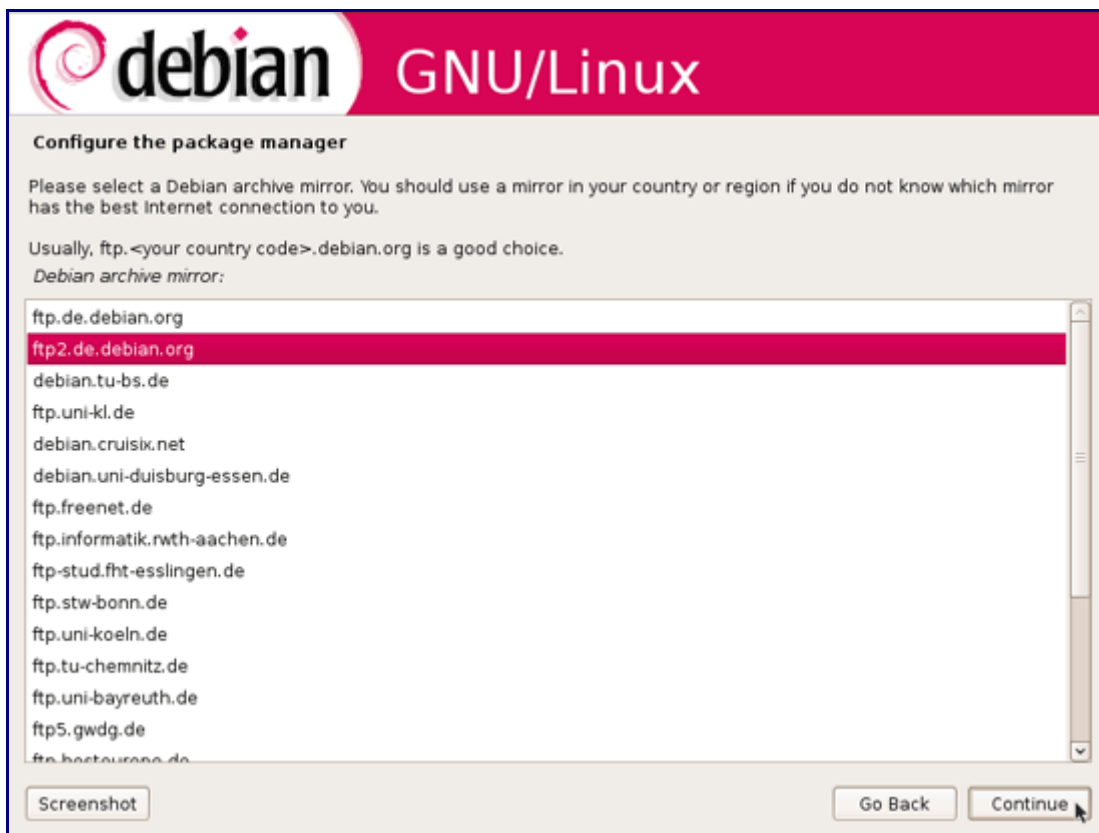 debian GNU/Linux
Configure the package manager
Please select a Debian archive mirror. You should use a mirror in your country or region if you do not know which mirror
has the best Internet connection to you.
Usually, ftp.<your country code>.debian.org is a good choice.
Debian archive mirror:
ftp.de.debian.org
ftp2.de.debian.org
debian.tu-bs.de
ftp.uni-kl.de
debian.cruisix.net
debian.uni-duisburg-essen.de
ftp.freenet.de
ftp.informatik.rwth-aachen.de
ftp-stud.fht-esslingen.de
ftp.stw-bonn.de
ftp.uni-koeln.de
ftp.tu-chemnitz.de
ftp.uni-bayreuth.de
ftp5.gwdg.de
ftp.hosteurope.de
Screenshot Go Back Continue